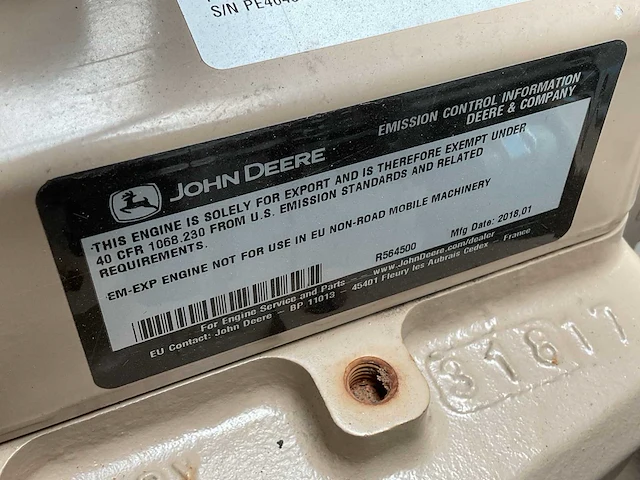 S/N PE4045
JOHN DEERE
EMISSION CONTROL INFORMATION
DEERE & COMPANY
THIS ENGINE IS SOLELY FOR EXPORT AND IS THEREFORE EXEMPT UNDER
40 CFR 1068.230 FROM U.S. EMISSION STANDARDS AND RELATED
REQUIREMENTS.
EM-EXP ENGINE NOT FOR USE IN EU NON-ROAD MOBILE MACHINERY
R564500
Mfg Date: 2018,01
For Engine Service and Parts - www.JohnDeere.com/dealer
EU Contact: John Deere - BP 11013 - 45401 Fleury les Aubrais Cedex - France
31617